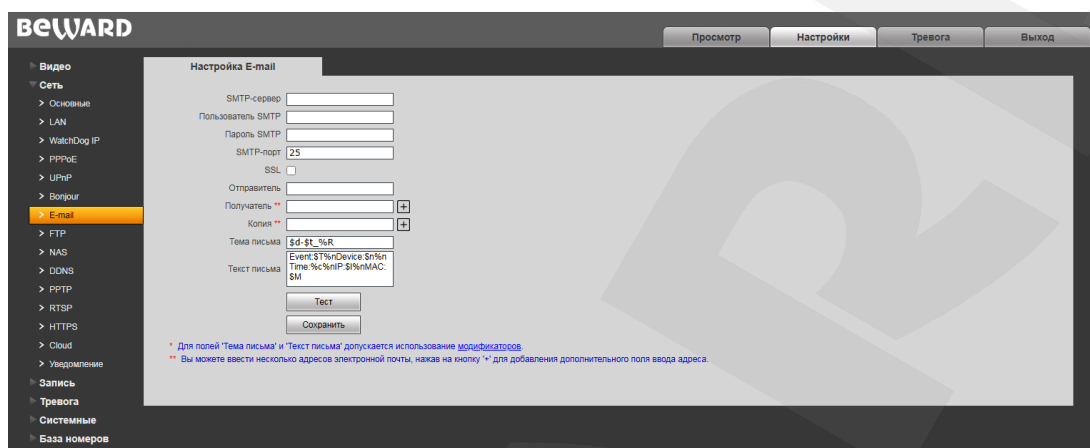 BEWARD
Просмотр Настройки Тревога Выход
Видео
Сеть
> Основные
> LAN
> WatchDog IP
> PPPoE
> UPnP
> Bonjour
> E-mail
> FTP
> NAS
> DDNS
> PPTP
> RTSP
> HTTPS
> Cloud
> Уведомление
Запись
Тревога
Системные
База номеров
Настройка E-mail
SMTP-сервер
Пользователь SMTP
Пароль SMTP
SMTP-порт 25
SSL
Отправитель
Получатель ** +
Копия ** +
Тема письма $d-$t_%R
Текст письма
Event:$T%nDevice:$n%n
Time:%c%nIP:$I%nMAC:
$M
Тест
Сохранить
* Для полей 'Тема письма' и 'Текст письма' допускается использование модификаторов.
** Вы можете ввести несколько адресов электронной почты, нажав на кнопку '+' для добавления дополнительного поля ввода адреса.